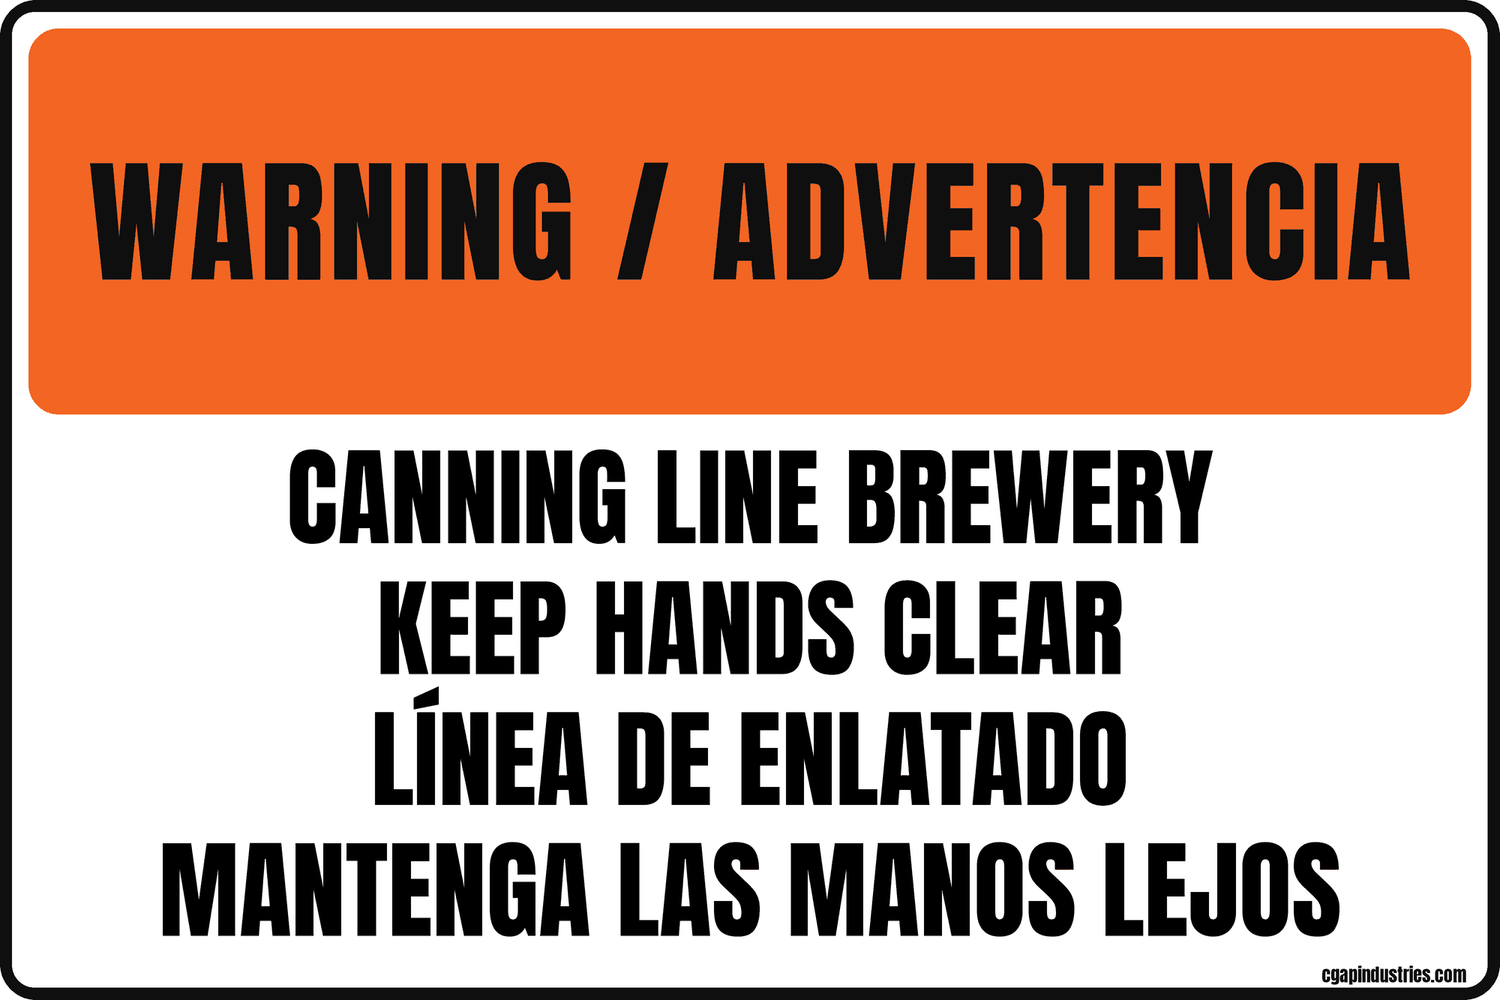 WARNING / ADVERTENCIA
CANNING LINE BREWERY
KEEP HANDS CLEAR
LÍNEA DE ENLATADO
MANTENGA LAS MANOS LEJOS
cgapindustries.com